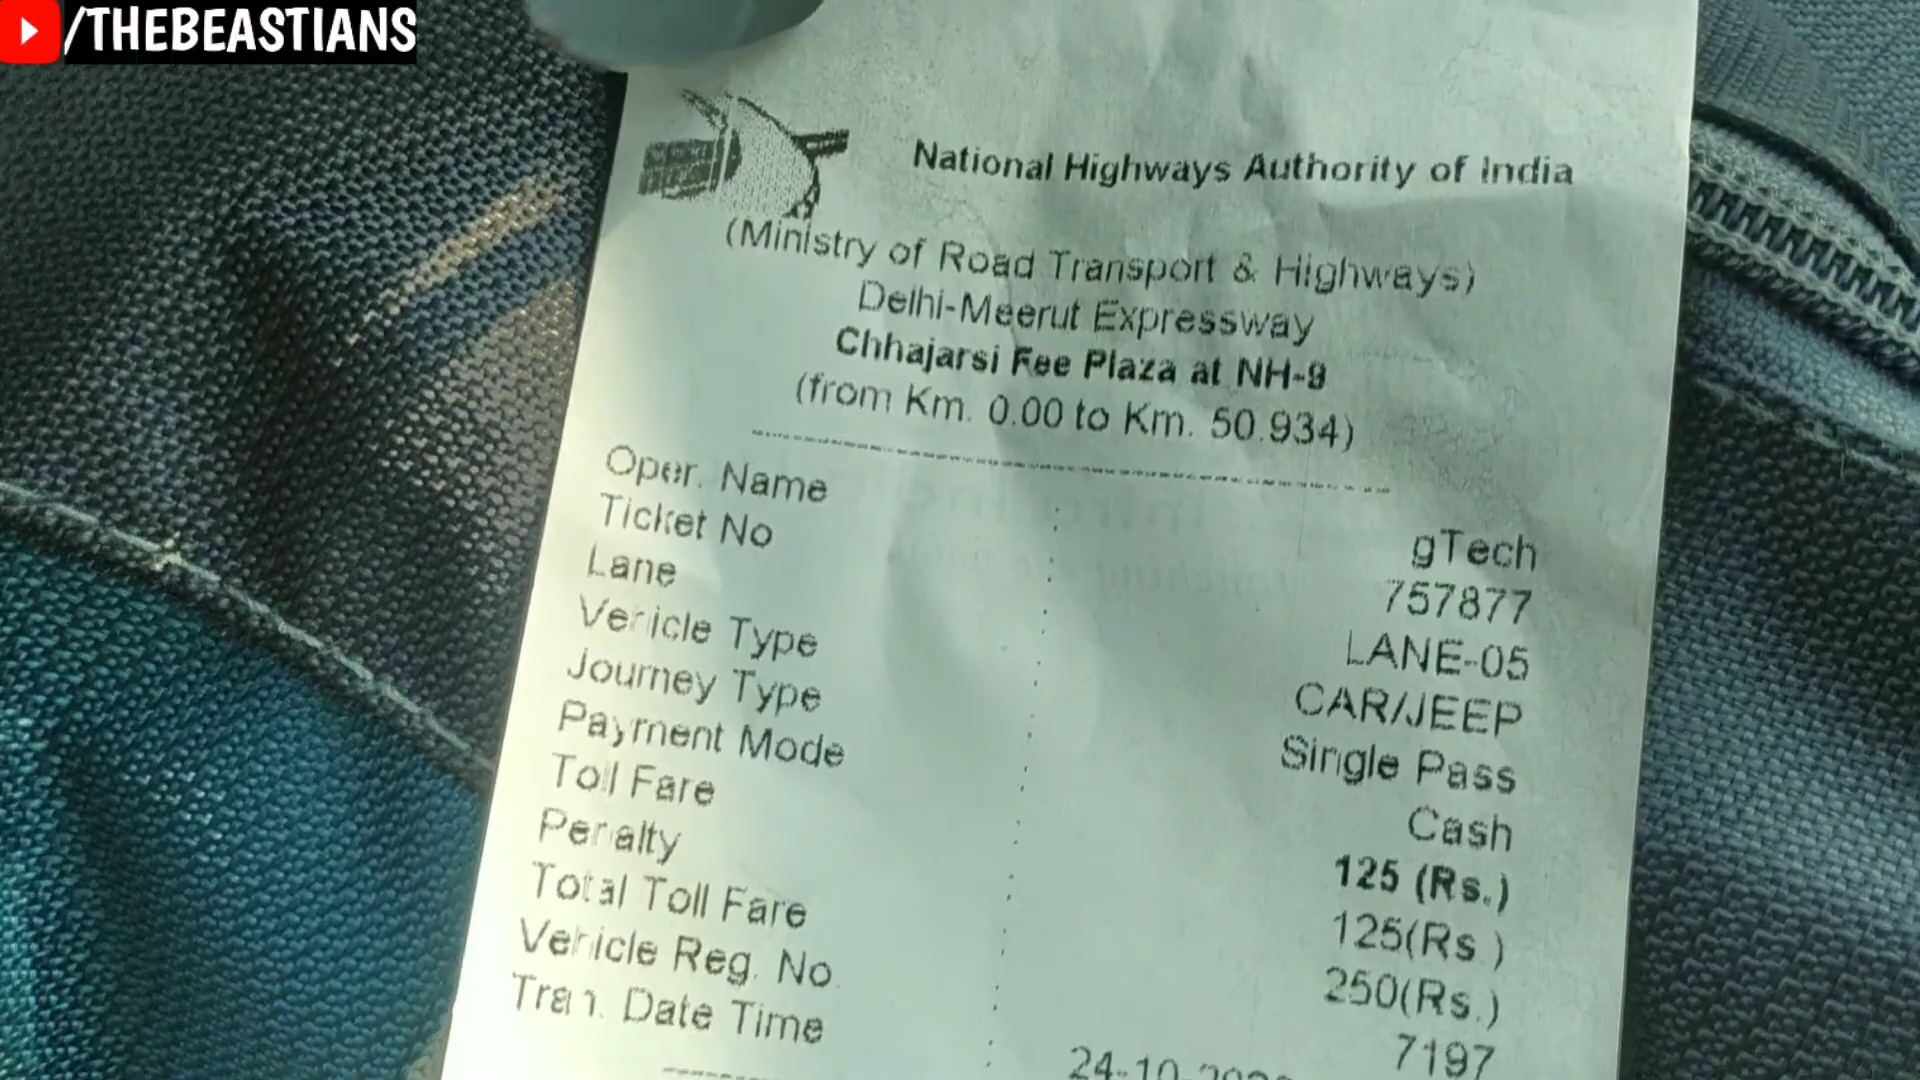 /THEBEASTIANS
National Highways Authority of India
(Ministry of Road Transport & Highways)
Delhi-Meerut Expressway
Chhajarsi Fee Plaza at NH-9
(from Km. 0.00 to Km. 50.934)
Oper. Name : gTech
Ticket No : 757877
Lane : LANE-05
Vehicle Type : CAR/JEEP
Journey Type : Single Pass
Payment Mode : Cash
Toll Fare : 125 (Rs.)
Penalty : 125(Rs.)
Total Toll Fare : 250(Rs.)
Vehicle Reg. No. : 7197
Tran. Date Time : 24-10-